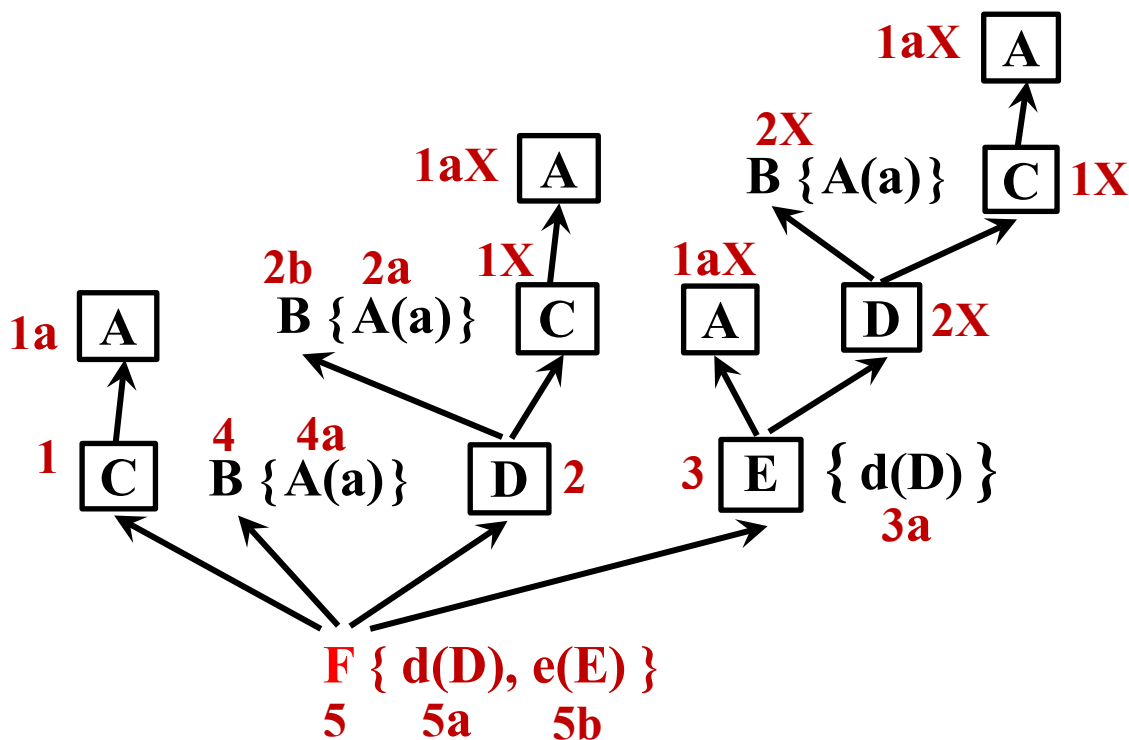 1aX A
2X
B {A(a)} C 1X
1aX A
2b 2a 1X 1aX
B {A(a)} C A D 2X
1a A
4 4a
1 C B {A(a)} D 2 3 E { d(D) }
3a
F { d(D), e(E) }
5 5a 5b